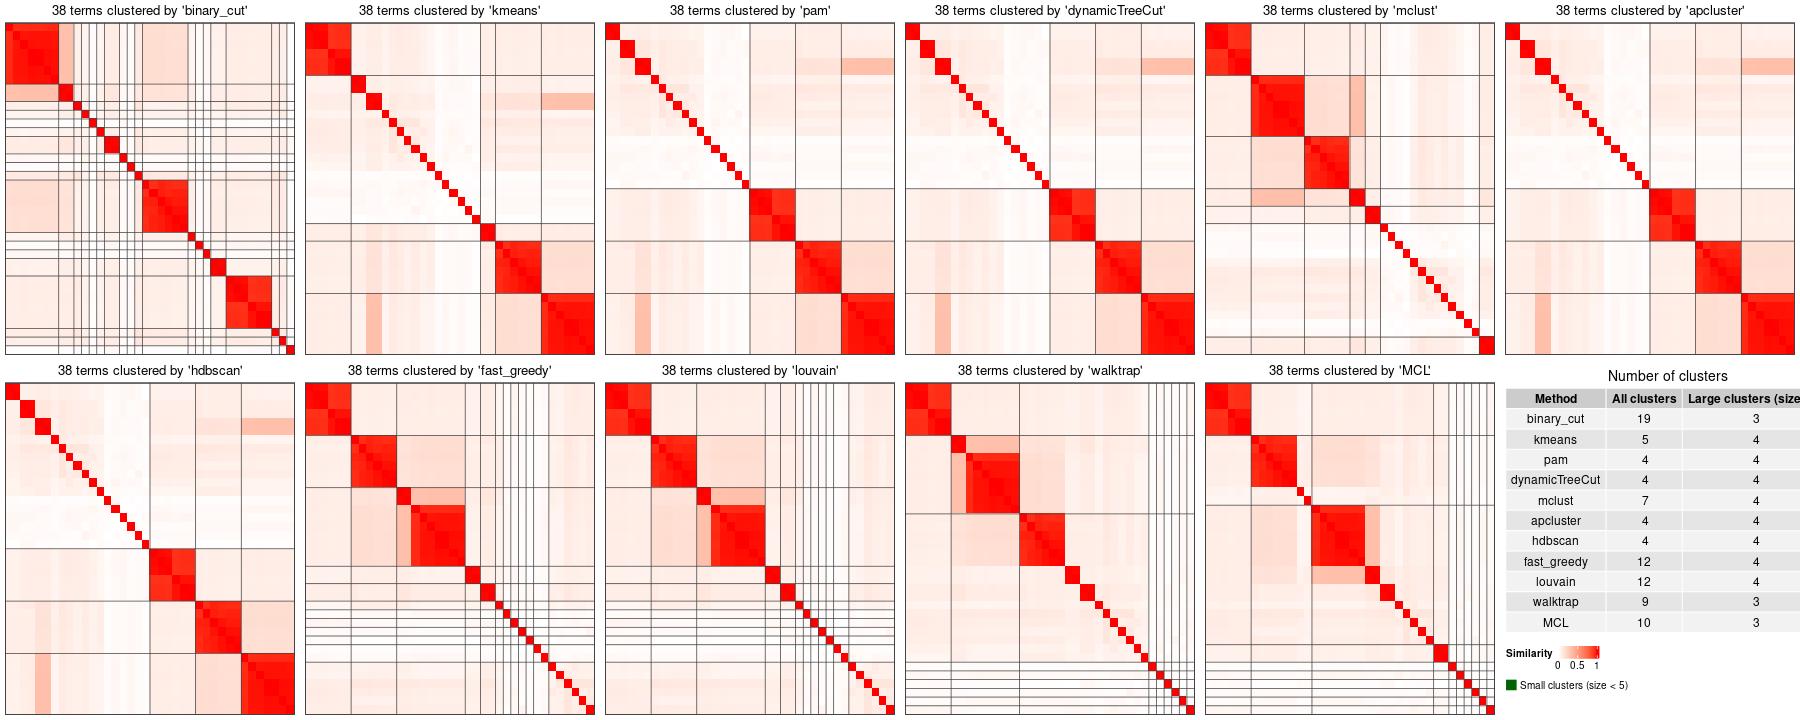 38 terms clustered by 'binary_cut'
38 terms clustered by 'kmeans'
38 terms clustered by 'pam'
38 terms clustered by 'dynamicTreeCut'
38 terms clustered by 'mclust'
38 terms clustered by 'apcluster'
38 terms clustered by 'hdbscan'
38 terms clustered by 'fast_greedy'
38 terms clustered by 'louvain'
38 terms clustered by 'walktrap'
38 terms clustered by 'MCL'
Number of clusters
Method All clusters Large clusters (size
binary_cut 19 3
kmeans 5 4
pam 4 4
dynamicTreeCut 4 4
mclust 7 4
apcluster 4 4
hdbscan 4 4
fast_greedy 12 4
louvain 12 4
walktrap 9 3
MCL 10 3
Similarity
0 0.5 1
Small clusters (size < 5)